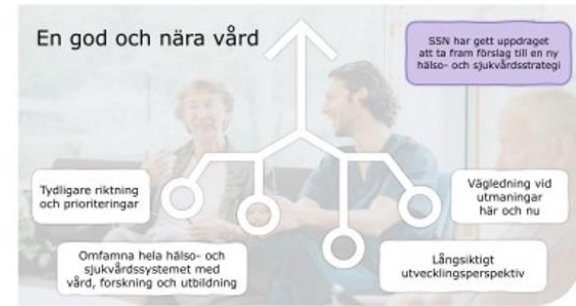 En god och nära vård
SSN har gett uppdraget
att ta fram förslag till en ny
hälso- och sjukvårdsstrategi
Tydligare riktning
och prioriteringar
Vägledning vid
utmaningar
här och nu
Omfamna hela hälso- och
sjukvårdssystemet med
vård, forskning och utbildning
Långsiktigt
utvecklingsperspektiv